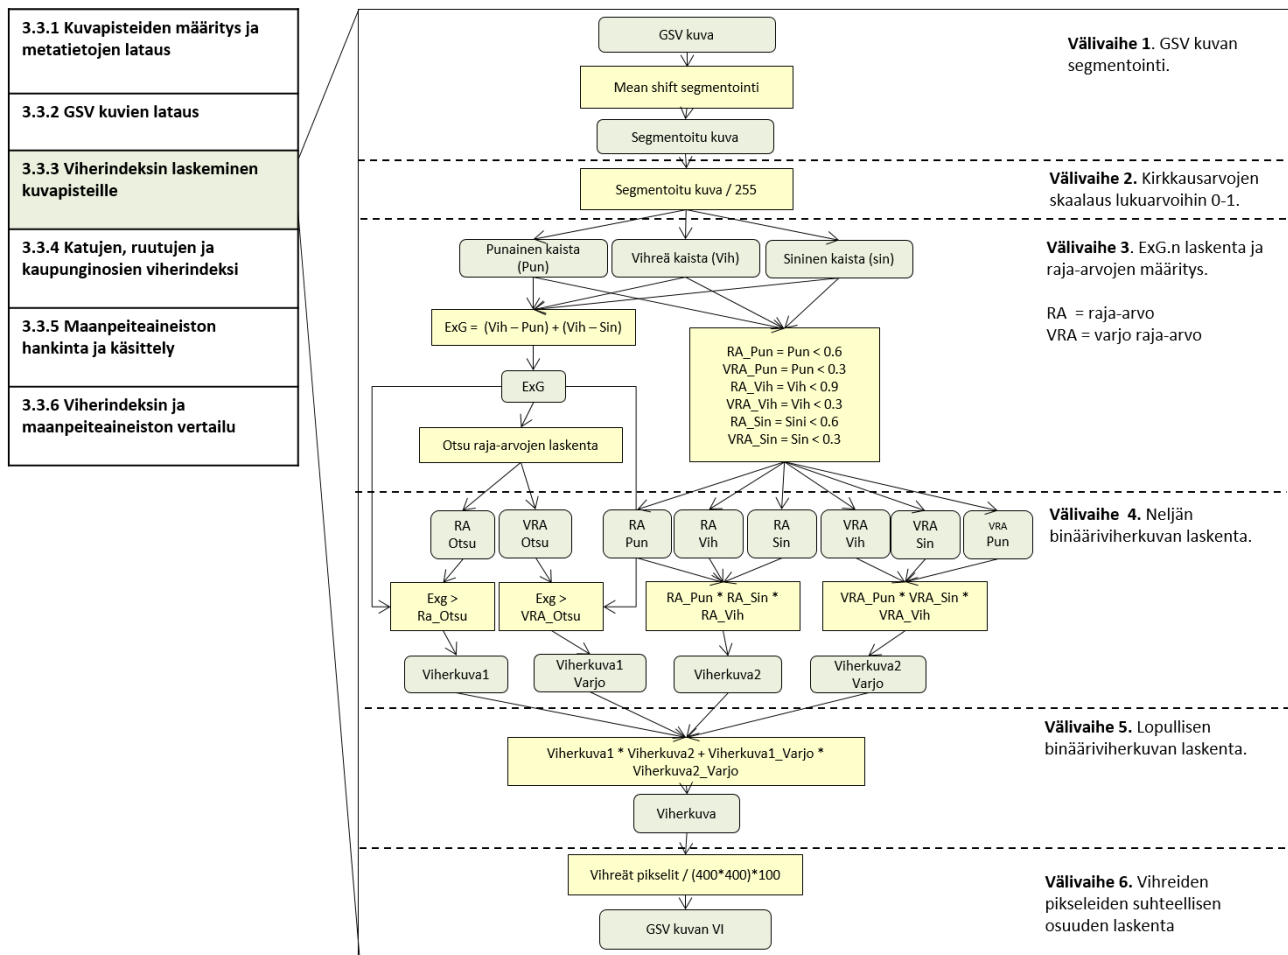 3.3.1 Kuvapisteiden määritys ja
metatietojen lataus
3.3.2 GSV kuvien lataus
3.3.3 Viherindeksin laskeminen
kuvapisteille
3.3.4 Katujen, ruutujen ja
kaupunginosien viherindeksi
3.3.5 Maanpeiteaineiston
hankinta ja käsittely
3.3.6 Viherindeksin ja
maanpeiteaineiston vertailu
GSV kuva
Mean shift segmentointi
Segmentoitu kuva
Välivaihe 1. GSV kuvan
segmentointi.
Segmentoitu kuva / 255
Välivaihe 2. Kirkkausarvojen
skaalaus lukuarvoihin 0-1.
Punainen kaista
(Pun)
Vihreä kaista (Vih)
Sininen kaista (sin)
ExG = (Vih – Pun) + (Vih – Sin)
ExG
Otsu raja-arvojen laskenta
RA_Pun = Pun < 0.6
VRA_Pun = Pun < 0.3
RA_Vih = Vih < 0.9
VRA_Vih = Vih < 0.3
RA_Sin = Sini < 0.6
VRA_Sin = Sin < 0.3
Välivaihe 3. ExG.n laskenta ja
raja-arvojen määritys.
RA = raja-arvo
VRA = varjo raja-arvo
RA
Otsu
VRA
Otsu
RA
Pun
RA
Vih
RA
Sin
VRA
Vih
VRA
Sin
VRA
Pun
Exg >
Ra_Otsu
Exg >
VRA_Otsu
RA_Pun * RA_Sin *
RA_Vih
VRA_Pun * VRA_Sin *
VRA_Vih
Viherkuva1
Viherkuva1
Varjo
Viherkuva2
Viherkuva2
Varjo
Välivaihe 4. Neljän
binääriviherkuvan laskenta.
Viherkuva1 * Viherkuva2 + Viherkuva1_Varjo *
Viherkuva2_Varjo
Viherkuva
Välivaihe 5. Lopullisen
binääriviherkuvan laskenta.
Vihreät pikselit / (400*400)*100
GSV kuvan VI
Välivaihe 6. Vihreiden
pikseleiden suhteellisen
osuuden laskenta